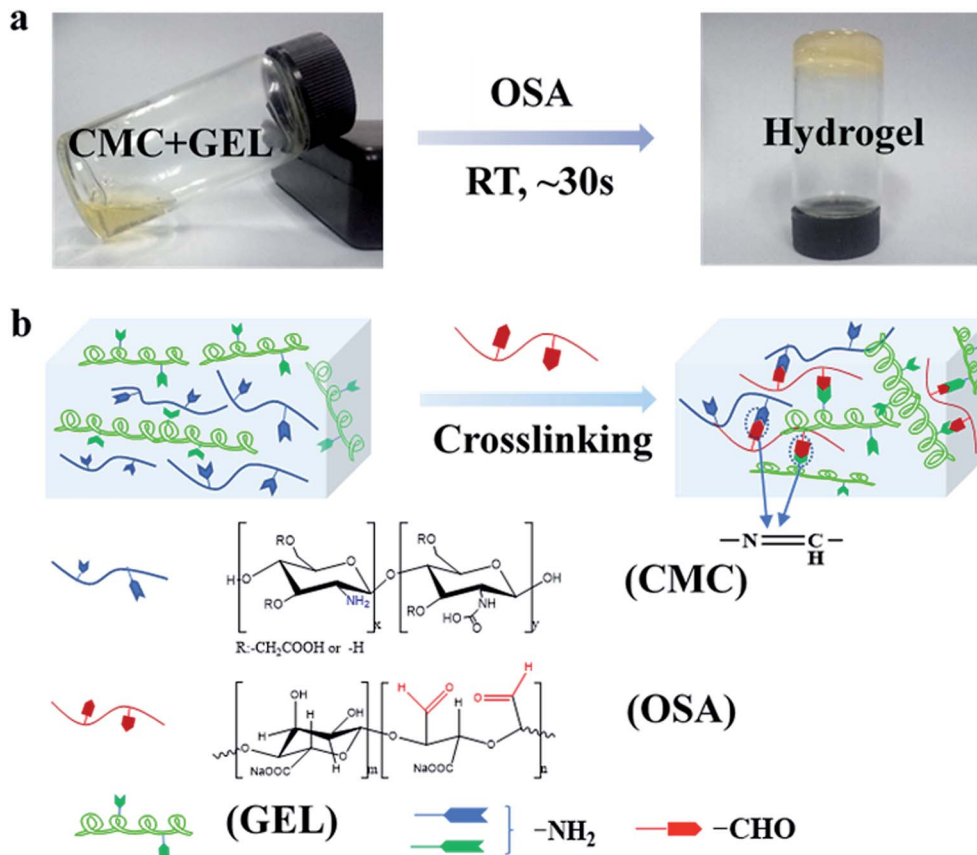 a
CMC+GEL
OSA
RT, ~30s
Hydrogel
b
Crosslinking
–N=C–
H
RO
O
H
O
RO
NH₂
x
RO
O
O
RO
NH
HO
O
y
OH
(CMC)
R:-CH₂COOH or -H
OH
H
H
OH
O
O
NaOOC
H
m
O
H
O
H
O
H
O
NaOOC
n
(OSA)
(GEL)
–NH₂
–CHO